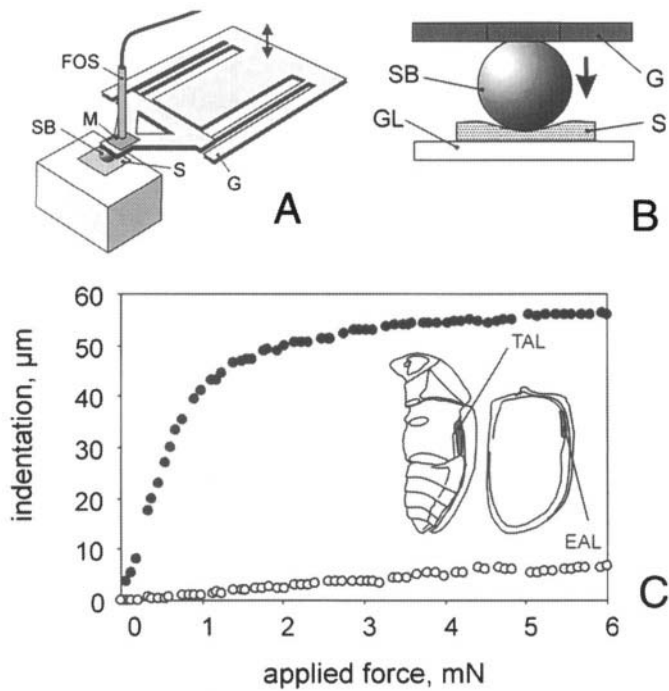 FOS
M
SB
S
G
A
SB
G
GL
S
B
60
50
40
30
20
10
0
indentation, µm
TAL
EAL
C
0 1 2 3 4 5 6
applied force, mN